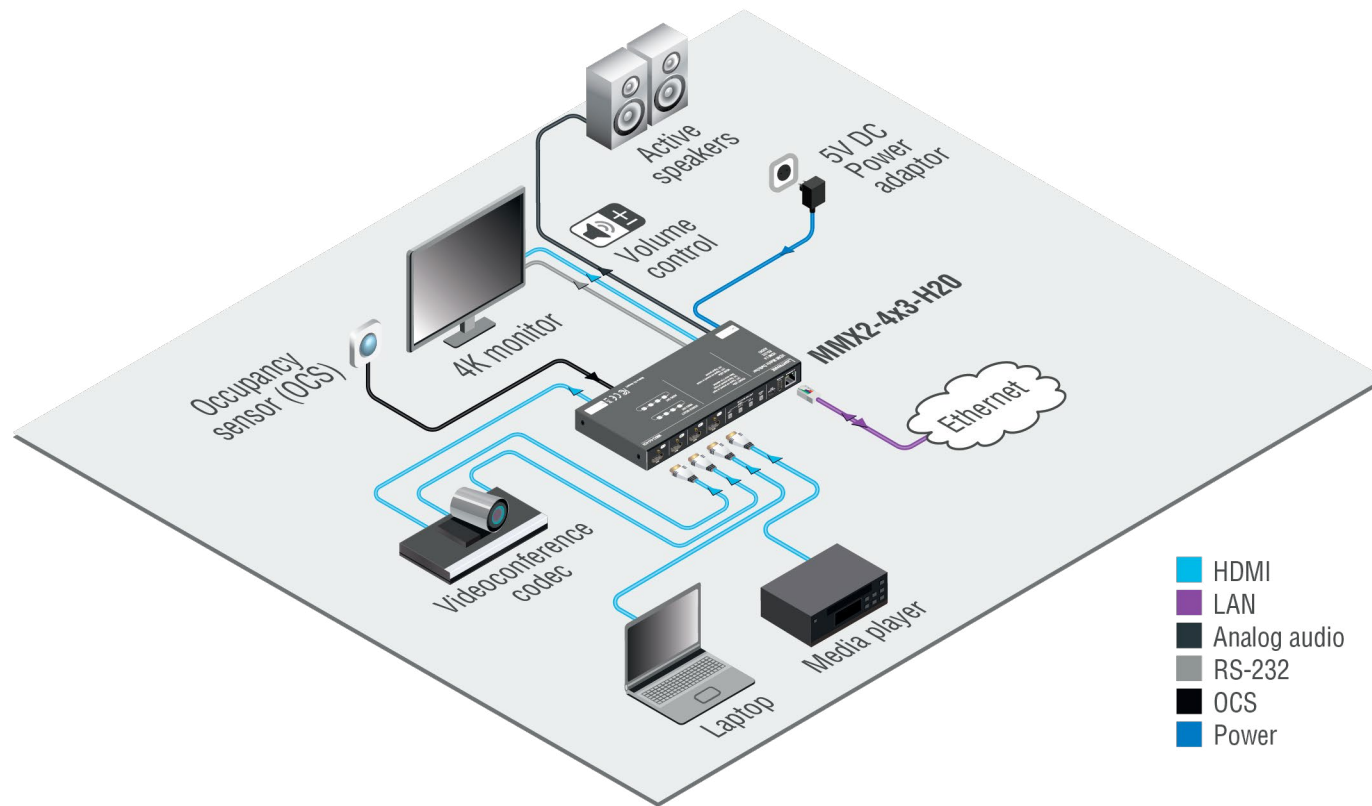 Active
speakers
5V DC
Power
adaptor
Volume
control
4K monitor
MMX2-4x3-H20
Occupancy
sensor (OCS)
Ethernet
Videoconference
codec
Media player
Laptop
HDMI
LAN
Analog audio
RS-232
OCS
Power